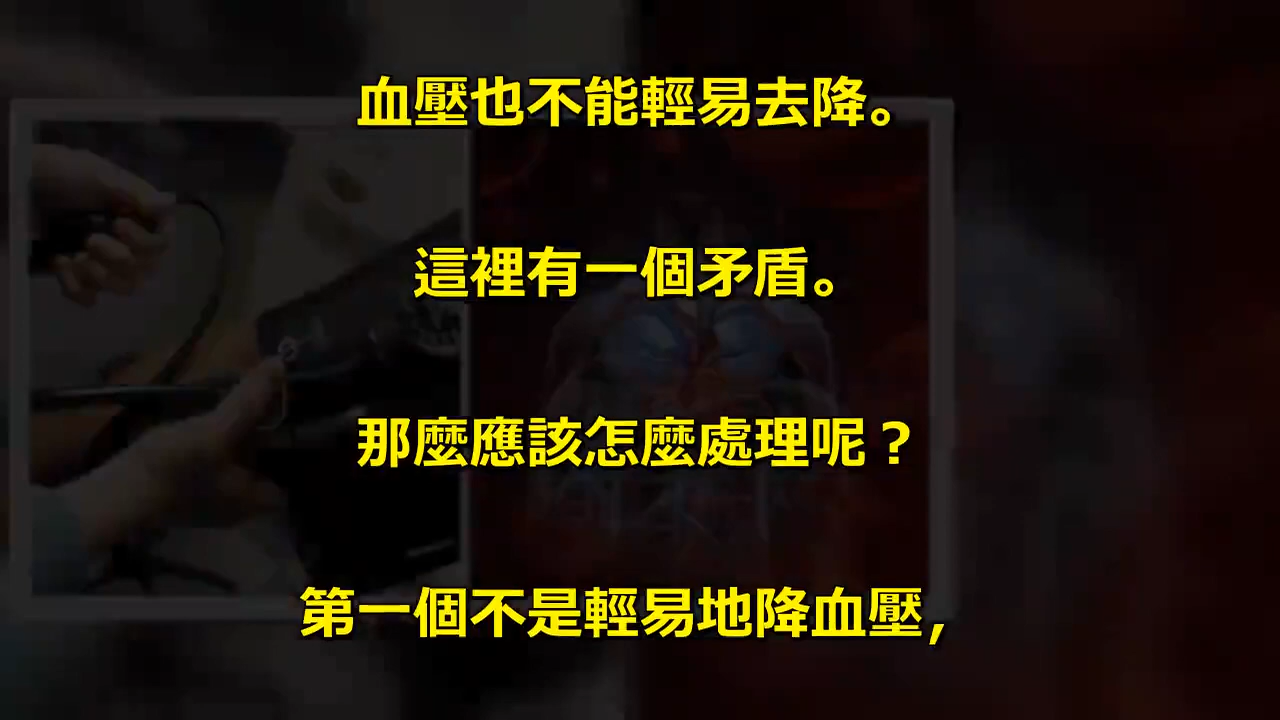 血壓也不能輕易去降。
這裡有一個矛盾。
那麼應該怎麼處理呢？
第一個不是輕易地降血壓,